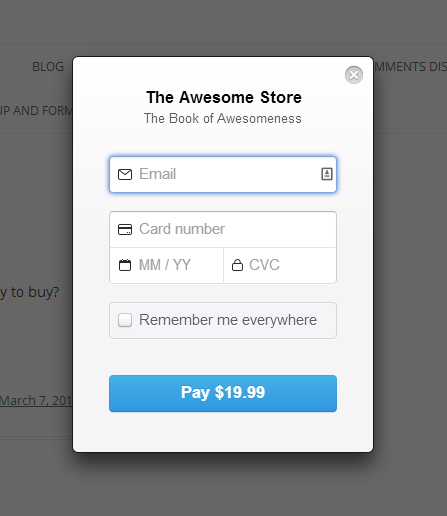 BLOG
MMENTS DIS
UP AND FORM
The Awesome Store
The Book of Awesomeness
Email
Card number
MM / YY CVC
y to buy?
Remember me everywhere
Pay $19.99
March 7, 201